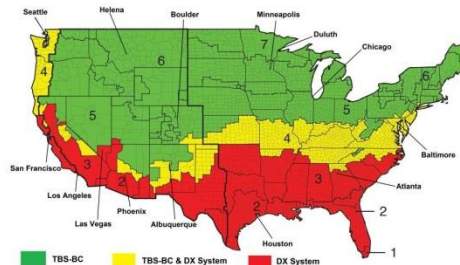 Seattle
Helena
Boulder
Minneapolis
Duluth
Chicago
7
6
6
4
5
5
4
3
3
2
2
2
1
San Francisco
Los Angeles
Las Vegas
Phoenix
Albuquerque
Houston
Atlanta
Baltimore
TBS-BC
TBS-BC & DX System
DX System